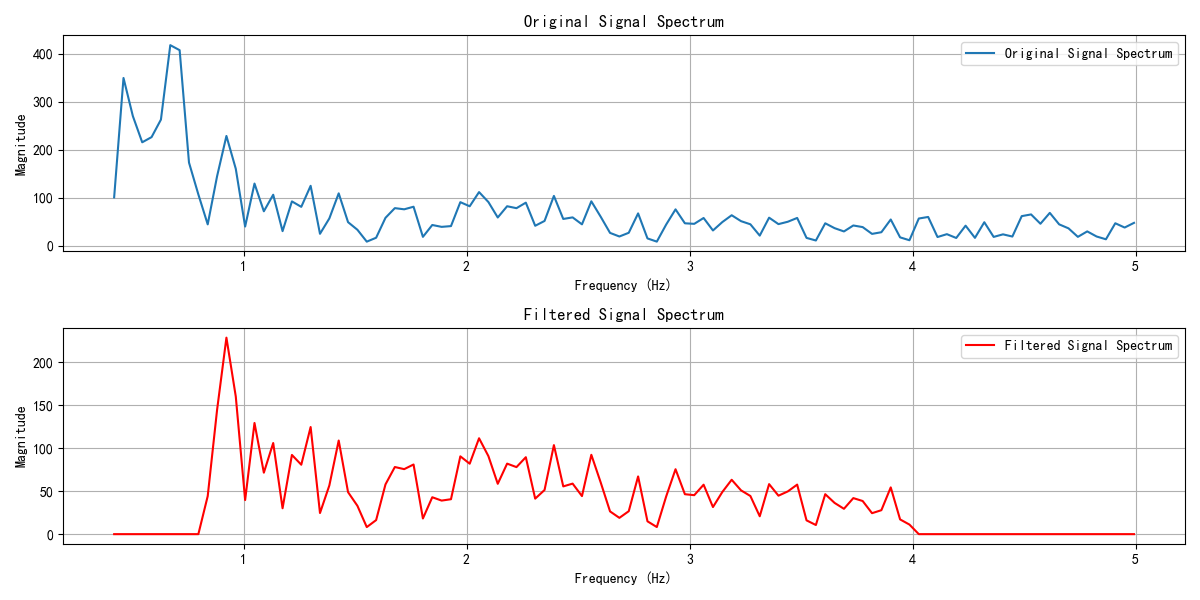 Original Signal Spectrum
Original Signal Spectrum
400
300
200
100
0
Magnitude
1
2
3
4
5
Frequency (Hz)
Filtered Signal Spectrum
Filtered Signal Spectrum
200
150
100
50
0
Magnitude
1
2
3
4
5
Frequency (Hz)